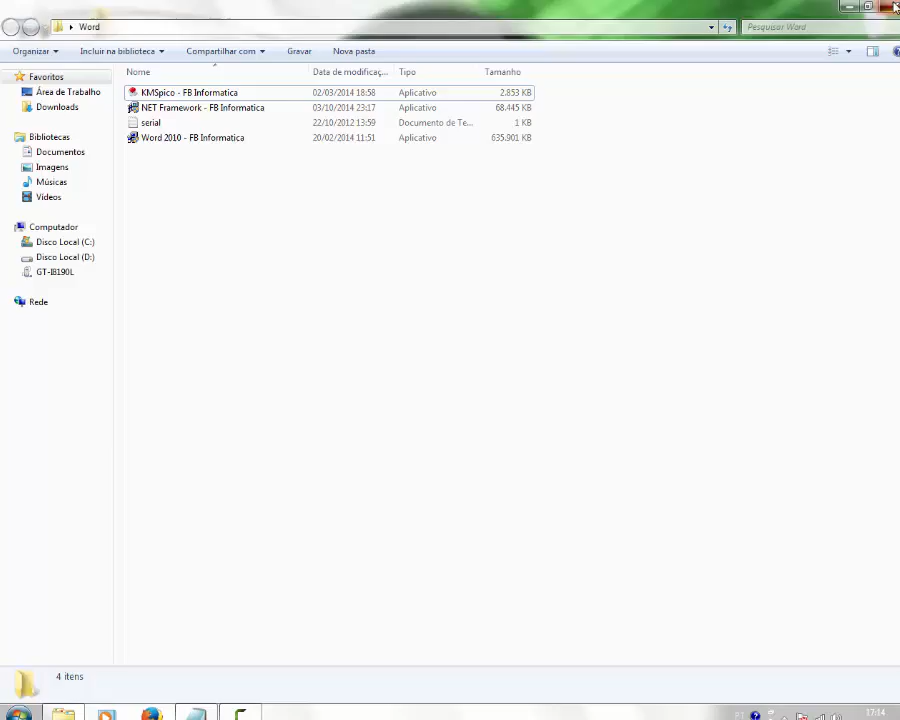 Word
Pesquisar Word
Organizar
Incluir na biblioteca
Compartilhar com
Gravar
Nova pasta
Favoritos
Área de Trabalho
Downloads
Bibliotecas
Documentos
Imagens
Músicas
Vídeos
Computador
Disco Local (C:)
Disco Local (D:)
GT-I8190L
Rede
Nome Data de modificaç... Tipo Tamanho
KMSpico - FB Informatica 02/03/2014 18:58 Aplicativo 2.853 KB
NET Framework - FB Informatica 03/10/2014 23:17 Aplicativo 68.445 KB
serial 22/10/2012 13:59 Documento de Te... 1 KB
Word 2010 - FB Informatica 20/02/2014 11:51 Aplicativo 635.901 KB
4 itens
PT
17:14